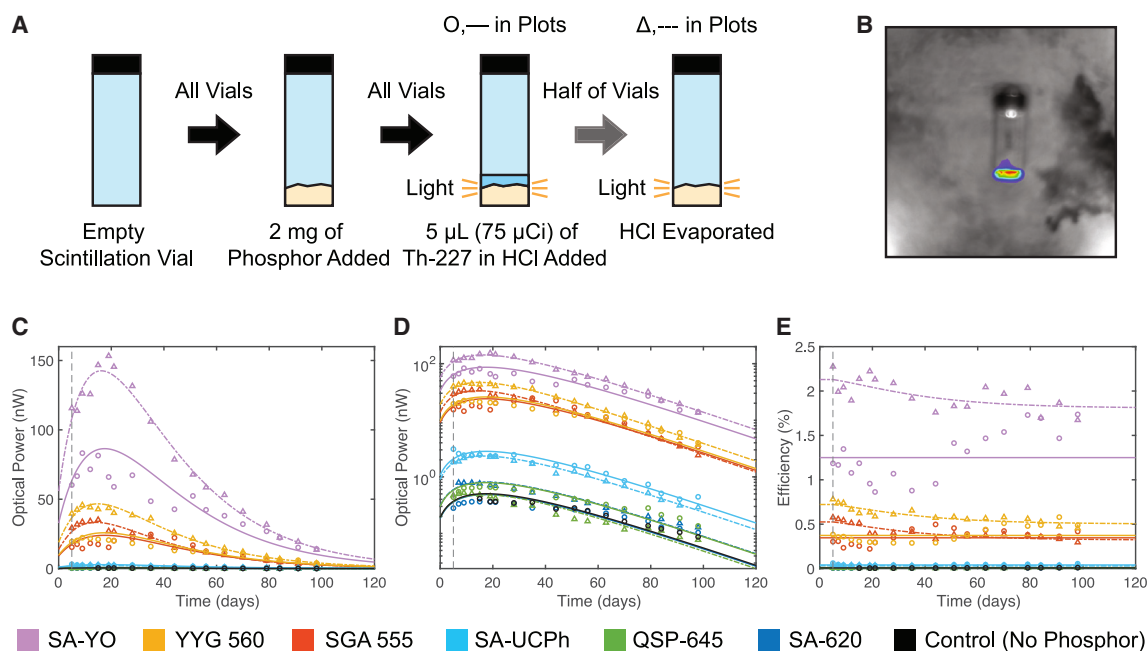 A
O,— in Plots
Δ,--- in Plots
All Vials
All Vials
Half of Vials
Light
Light
Empty
Scintillation Vial
2 mg of
Phosphor Added
5 µL (75 µCi) of
Th-227 in HCl Added
HCl Evaporated
B
C
Optical Power (nW)
150
100
50
0
0 20 40 60 80 100 120
Time (days)
D
Optical Power (nW)
10²
10⁰
0 20 40 60 80 100 120
Time (days)
E
Efficiency (%)
2.5
2
1.5
1
0.5
0
0 20 40 60 80 100 120
Time (days)
SA-YO YYG 560 SGA 555 SA-UCPh QSP-645 SA-620 Control (No Phosphor)